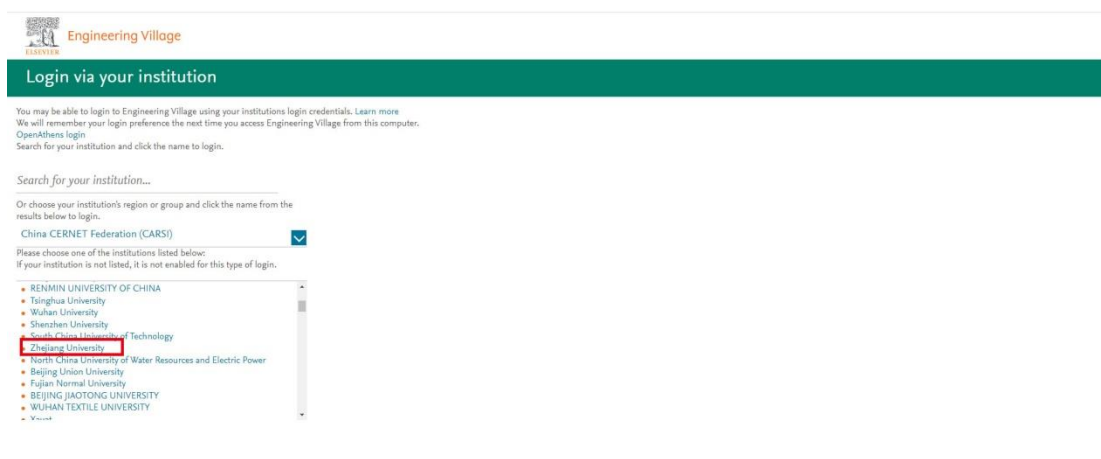 ELSEVIER
Engineering Village
Login via your institution
You may be able to login to Engineering Village using your institutions login credentials. Learn more
We will remember your login preference the next time you access Engineering Village from this computer.
OpenAthens login
Search for your institution and click the name to login.
Search for your institution...
Or choose your institution's region or group and click the name from the
results below to login.
China CERNET Federation (CARSI)
Please choose one of the institutions listed below:
If your institution is not listed, it is not enabled for this type of login.
RENMIN UNIVERSITY OF CHINA
Tsinghua University
Wuhan University
Shenzhen University
South China University of Technology
Zhejiang University
North China University of Water Resources and Electric Power
Beijing Union University
Fujian Normal University
BEIJING JIAOTONG UNIVERSITY
WUHAN TEXTILE UNIVERSITY